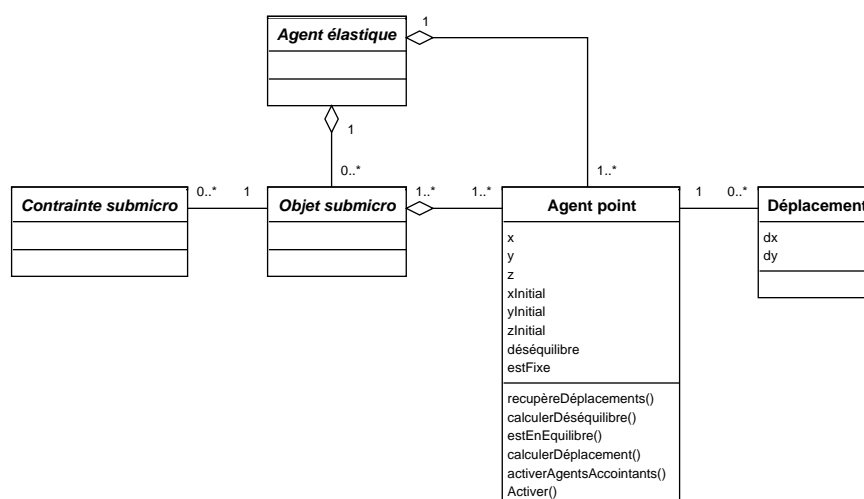 Agent élastique
1
1
0..*
1..*
Contrainte submicro
0..*
1
Objet submicro
1..*
1..*
Agent point
1
0..*
Déplacement
x
y
z
xInitial
yInitial
zInitial
déséquilibre
estFixe
dx
dy
recupèreDéplacements()
calculerDéséquilibre()
estEnEquilibre()
calculerDéplacement()
activerAgentsAccointants()
Activer()